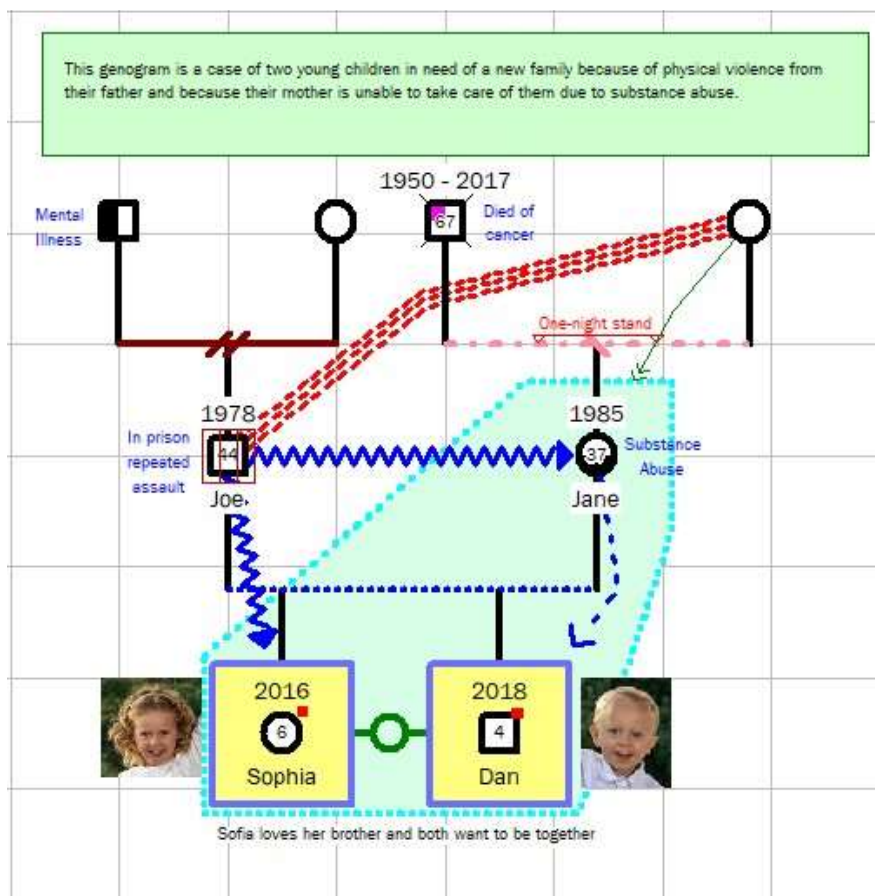 This genogram is a case of two young children in need of a new family because of physical violence from
their father and because their mother is unable to take care of them due to substance abuse.
1950 - 2017
Mental
Illness
67
Died of
cancer
One-night stand
1978
1985
In prison
repeated
assault
44
37
Substance
Abuse
Joe
Jane
2016
2018
6
4
Sophia
Dan
Sofia loves her brother and both want to be together